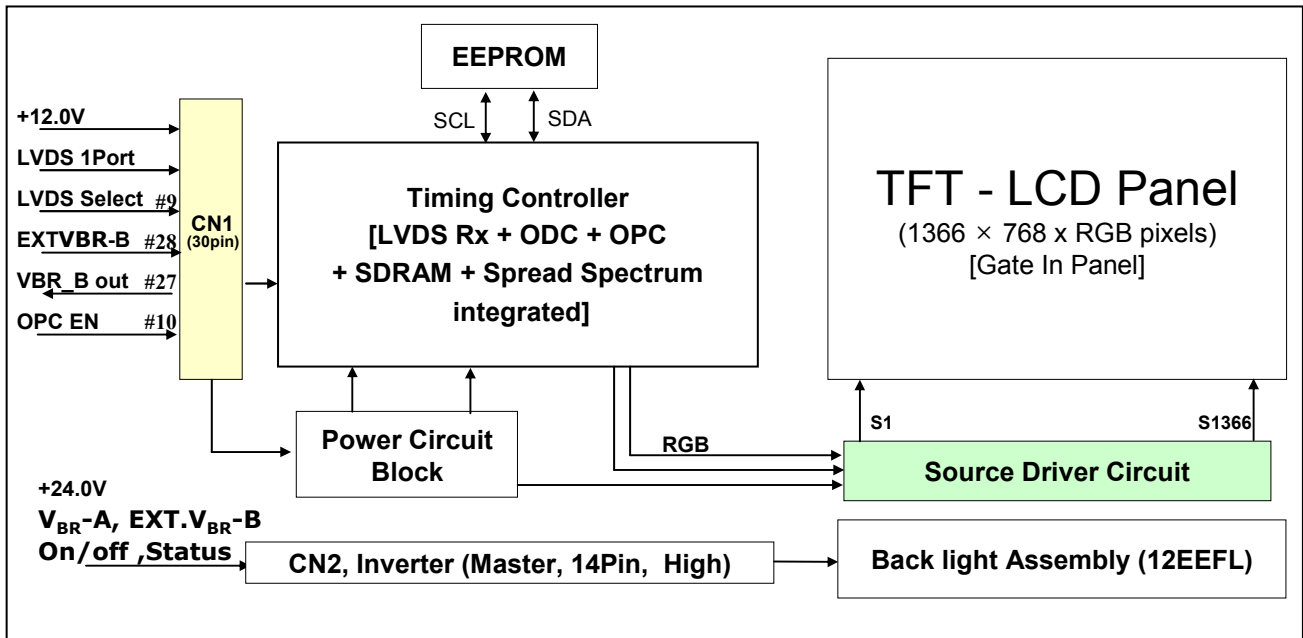 EEPROM
SCL
SDA
+12.0V
LVDS 1Port
LVDS Select #9
EXTVBR-B #28
VBR_B out #27
OPC EN #10
CN1
(30pin)
Timing Controller
[LVDS Rx + ODC + OPC
+ SDRAM + Spread Spectrum
integrated]
TFT - LCD Panel
(1366 × 768 x RGB pixels)
[Gate In Panel]
S1
S1366
Power Circuit
Block
RGB
Source Driver Circuit
+24.0V
VBR-A, EXT.VBR-B
On/off ,Status
CN2, Inverter (Master, 14Pin, High)
Back light Assembly (12EEFL)